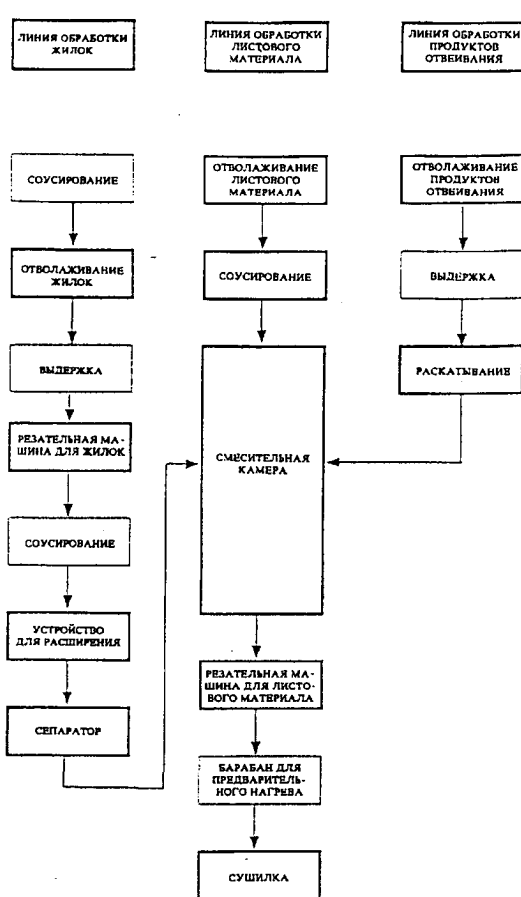 ЛИНИЯ ОБРАБОТКИ
ЖИЛОК
ЛИНИЯ ОБРАБОТКИ
ЛИСТОВОГО
МАТЕРИАЛА
ЛИНИЯ ОБРАБОТКИ
ПРОДУКТОВ
ОТВЕИВАНИЯ
СОУСИРОВАНИЕ
ОТВОЛАЖИВАНИЕ
ЖИЛОК
ВЫДЕРЖКА
РЕЗАТЕЛЬНАЯ МА-
ШИНА ДЛЯ ЖИЛОК
СОУСИРОВАНИЕ
УСТРОЙСТВО
ДЛЯ РАСШИРЕНИЯ
СЕПАРАТОР
ОТВОЛАЖИВАНИЕ
ЛИСТОВОГО
МАТЕРИАЛА
СОУСИРОВАНИЕ
СМЕСИТЕЛЬНАЯ
КАМЕРА
РЕЗАТЕЛЬНАЯ МА-
ШИНА ДЛЯ ЛИСТО-
ВОГО МАТЕРИАЛА
БАРАБАН ДЛЯ
ПРЕДВАРИТЕЛЬ-
НОГО НАГРЕВА
СУШИЛКА
ОТВОЛАЖИВАНИЕ
ПРОДУКТОВ
ОТВЕИВАНИЯ
ВЫДЕРЖКА
РАСКАТЫВАНИЕ